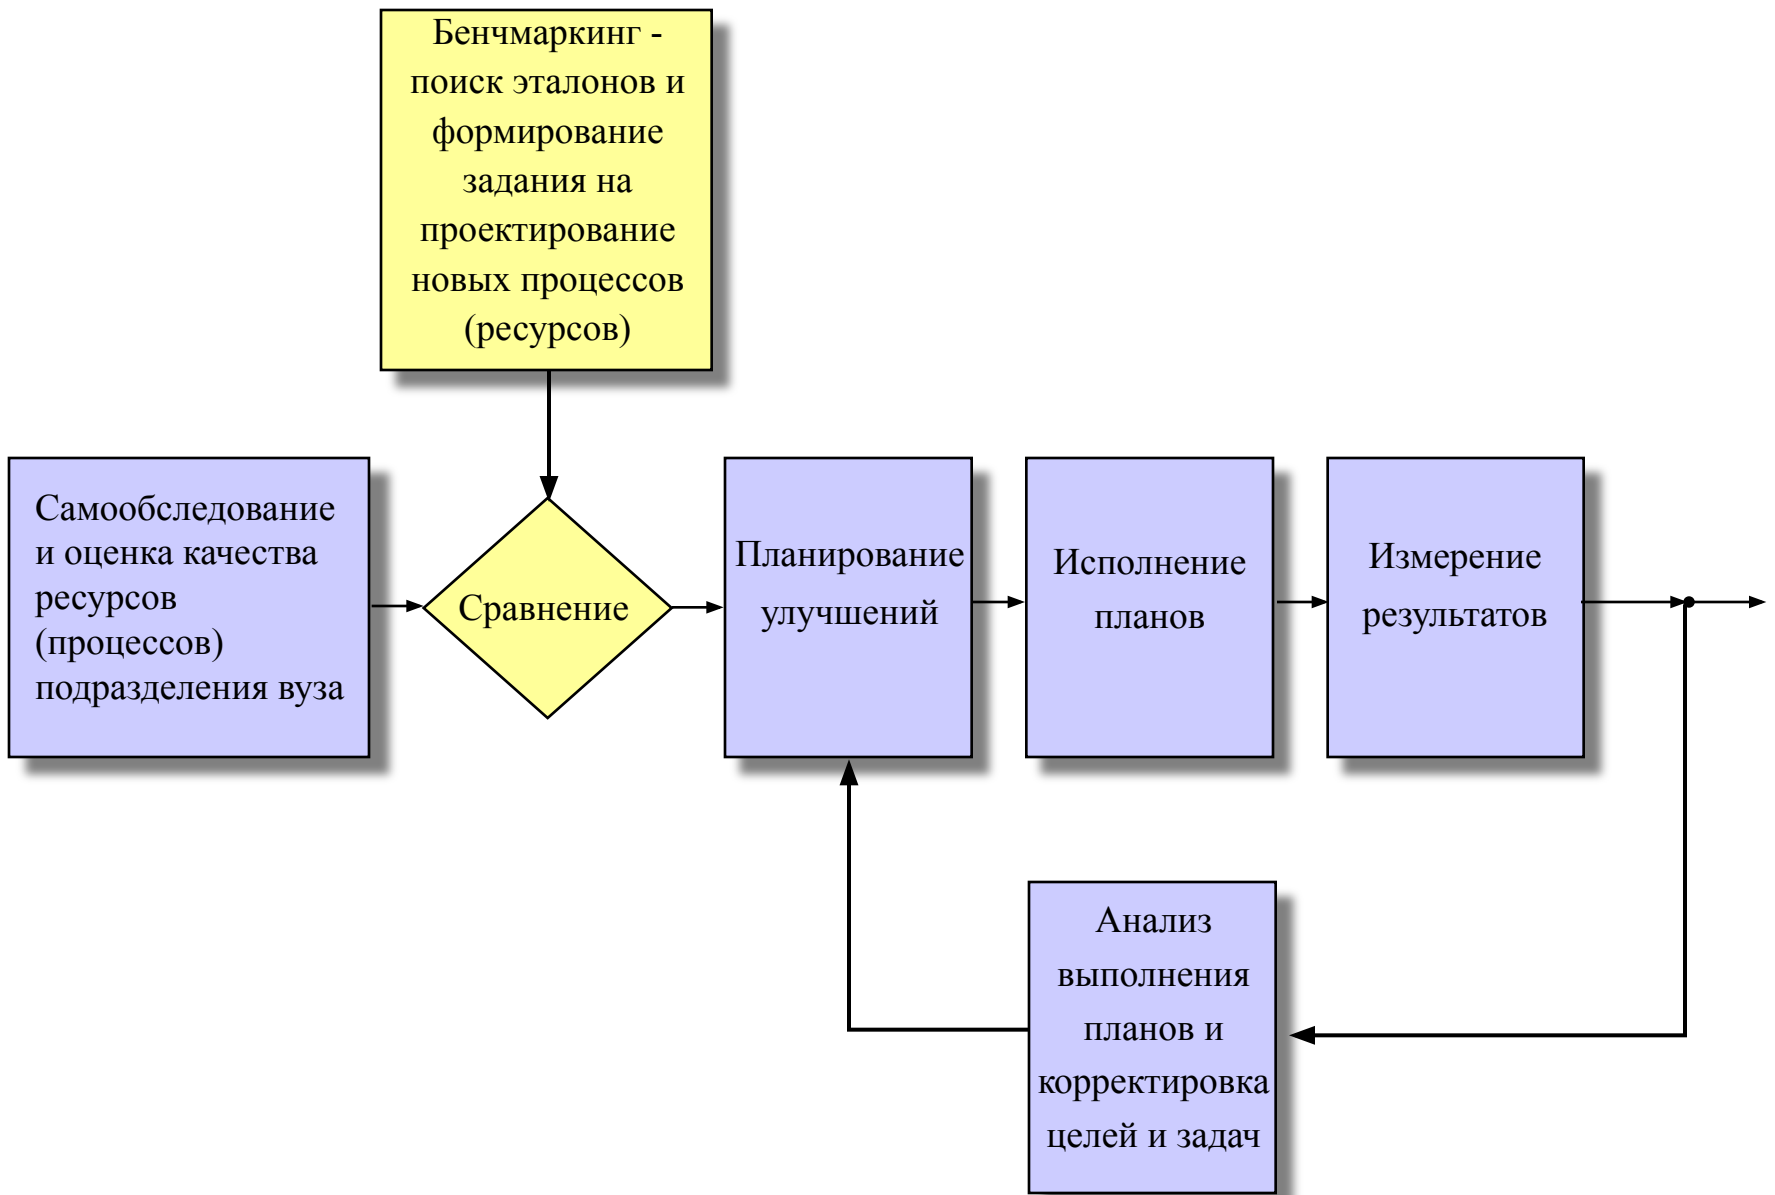 Бенчмаркинг -
поиск эталонов и
формирование
задания на
проектирование
новых процессов
(ресурсов)
Самообследование
и оценка качества
ресурсов
(процессов)
подразделения вуза
Сравнение
Планирование
улучшений
Исполнение
планов
Измерение
результатов
Анализ
выполнения
планов и
корректировка
целей и задач